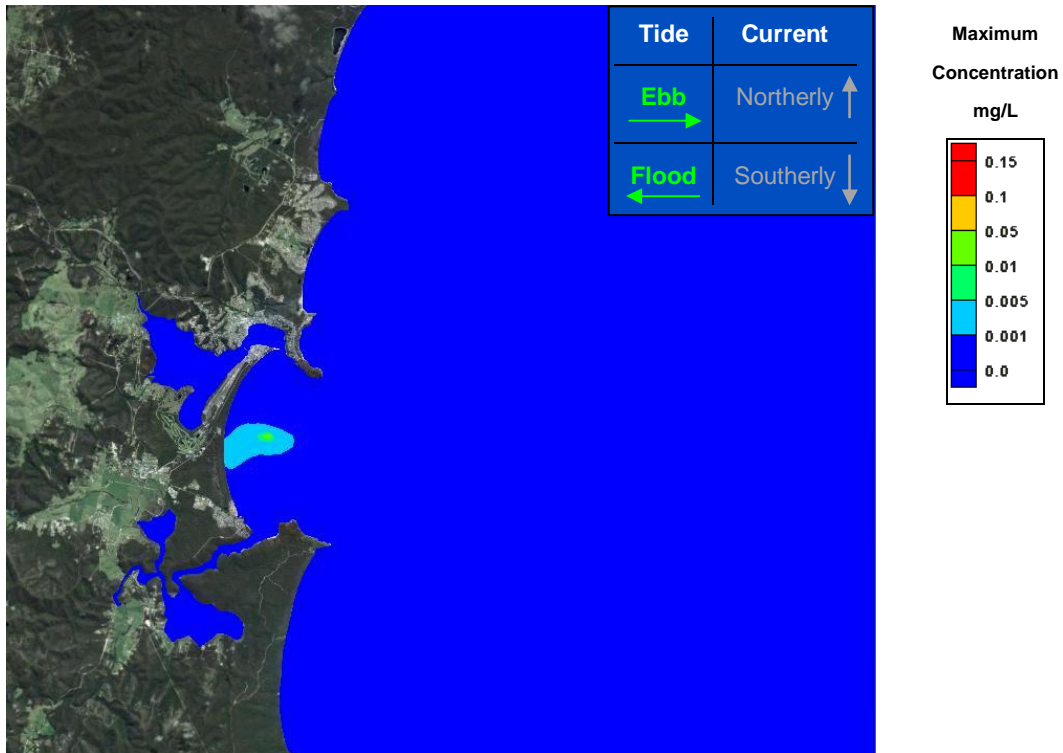 Tide Current
Ebb Northerly
Flood Southerly
Maximum
Concentration
mg/L
0.15
0.1
0.05
0.01
0.005
0.001
0.0